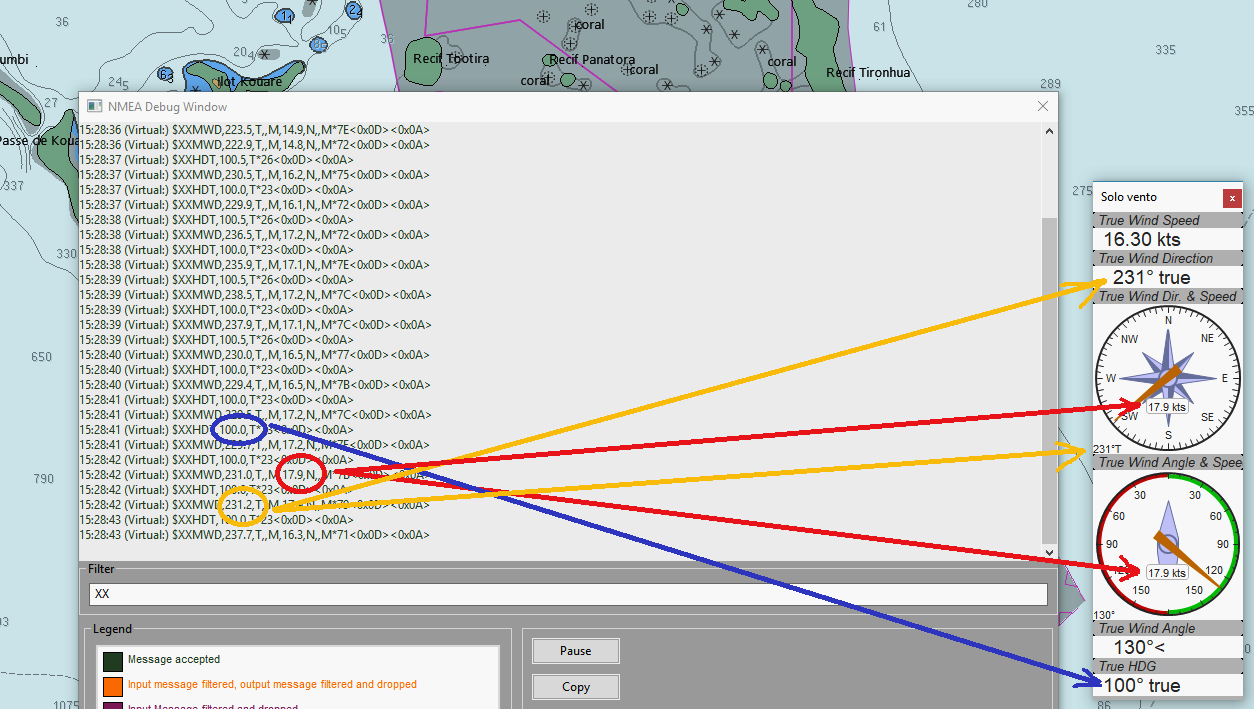 36
11
24
10₅
36
61
280
335
coral
umbi
Recif Tootira
Recif Panatora
coral
coral
coral
Recif Tironhua
20₄
24₅
63
Ilot Kouare
27
289
355
NMEA Debug Window
Passe de Koua
337
330
650
790
1075
275
86
15:28:36 (Virtual:) $XXMWD,223.5,T,,M,14.9,N,,M*7E<0x0D><0x0A>
15:28:36 (Virtual:) $XXMWD,222.9,T,,M,14.8,N,,M*72<0x0D><0x0A>
15:28:37 (Virtual:) $XXHDT,100.5,T*26<0x0D><0x0A>
15:28:37 (Virtual:) $XXMWD,230.5,T,,M,16.2,N,,M*75<0x0D><0x0A>
15:28:37 (Virtual:) $XXHDT,100.0,T*23<0x0D><0x0A>
15:28:37 (Virtual:) $XXMWD,229.9,T,,M,16.1,N,,M*72<0x0D><0x0A>
15:28:38 (Virtual:) $XXHDT,100.5,T*26<0x0D><0x0A>
15:28:38 (Virtual:) $XXMWD,236.5,T,,M,17.2,N,,M*72<0x0D><0x0A>
15:28:38 (Virtual:) $XXHDT,100.0,T*23<0x0D><0x0A>
15:28:38 (Virtual:) $XXMWD,235.9,T,,M,17.1,N,,M*7E<0x0D><0x0A>
15:28:39 (Virtual:) $XXHDT,100.5,T*26<0x0D><0x0A>
15:28:39 (Virtual:) $XXMWD,238.5,T,,M,17.2,N,,M*7C<0x0D><0x0A>
15:28:39 (Virtual:) $XXHDT,100.0,T*23<0x0D><0x0A>
15:28:39 (Virtual:) $XXMWD,237.9,T,,M,17.1,N,,M*7C<0x0D><0x0A>
15:28:39 (Virtual:) $XXHDT,100.5,T*26<0x0D><0x0A>
15:28:40 (Virtual:) $XXMWD,230.0,T,,M,16.5,N,,M*77<0x0D><0x0A>
15:28:40 (Virtual:) $XXHDT,100.0,T*23<0x0D><0x0A>
15:28:40 (Virtual:) $XXMWD,229.4,T,,M,16.5,N,,M*7B<0x0D><0x0A>
15:28:41 (Virtual:) $XXHDT,100.0,T*23<0x0D><0x0A>
15:28:41 (Virtual:) $XXMWD,T,,M,17.2,N,,M*7C<0x0D><0x0A>
15:28:41 (Virtual:) $XXHDT,100.0,T*23<0x0D><0x0A>
15:28:41 (Virtual:) $XXMWD,T,,M,17.2,N,,M*7F<0x0D><0x0A>
15:28:42 (Virtual:) $XXHDT,100.0,T*23<0x0D><0x0A>
15:28:42 (Virtual:) $XXMWD,231.0,T,,M,17.9,N,,<0x0D><0x0A>
15:28:42 (Virtual:) $XXHDT,100.0,T*23<0x0D><0x0A>
15:28:42 (Virtual:) $XXMWD,231.2,T,,<0x0D><0x0A>
15:28:43 (Virtual:) $XXHDT,100.0,T*23<0x0D><0x0A>
15:28:43 (Virtual:) $XXMWD,237.7,T,,M,16.3,N,,M*71<0x0D><0x0A>
Filter
XX
Legend
Message accepted
Input message filtered, output message filtered and dropped
Input Message filtered and dropped
Pause
Copy
Solo vento
x
True Wind Speed
16.30 kts
True Wind Direction
231° true
True Wind Dir. & Speed
N
NW NE
W E
17.9 kts
SW SE
S
231°T
True Wind Angle & Spee
30 30
60 60
90 90
120 120
17.9 kts
150 150
130°
True Wind Angle
130°<
True HDG
100° true